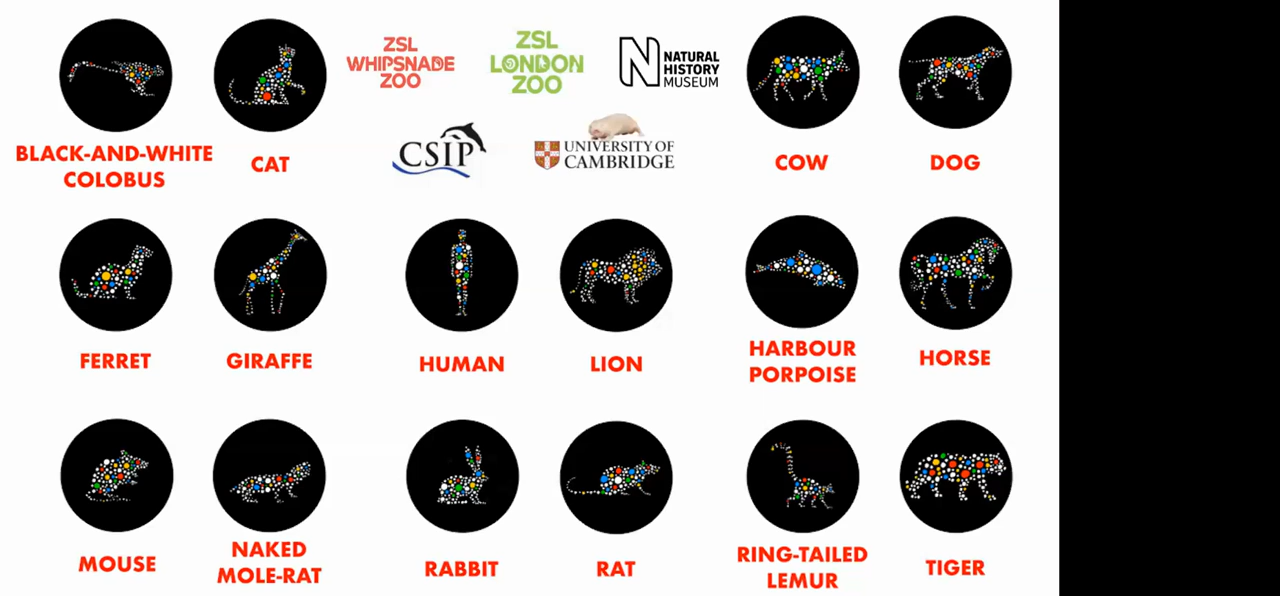 ZSL
WHIPSNADE
ZOO
ZSL
LONDON
ZOO
NATURAL
HISTORY
MUSEUM
CSIP
UNIVERSITY OF
CAMBRIDGE
BLACK-AND-WHITE
COLOBUS
CAT
COW
DOG
FERRET
GIRAFFE
HUMAN
LION
HARBOUR
PORPOISE
HORSE
MOUSE
NAKED
MOLE-RAT
RABBIT
RAT
RING-TAILED
LEMUR
TIGER